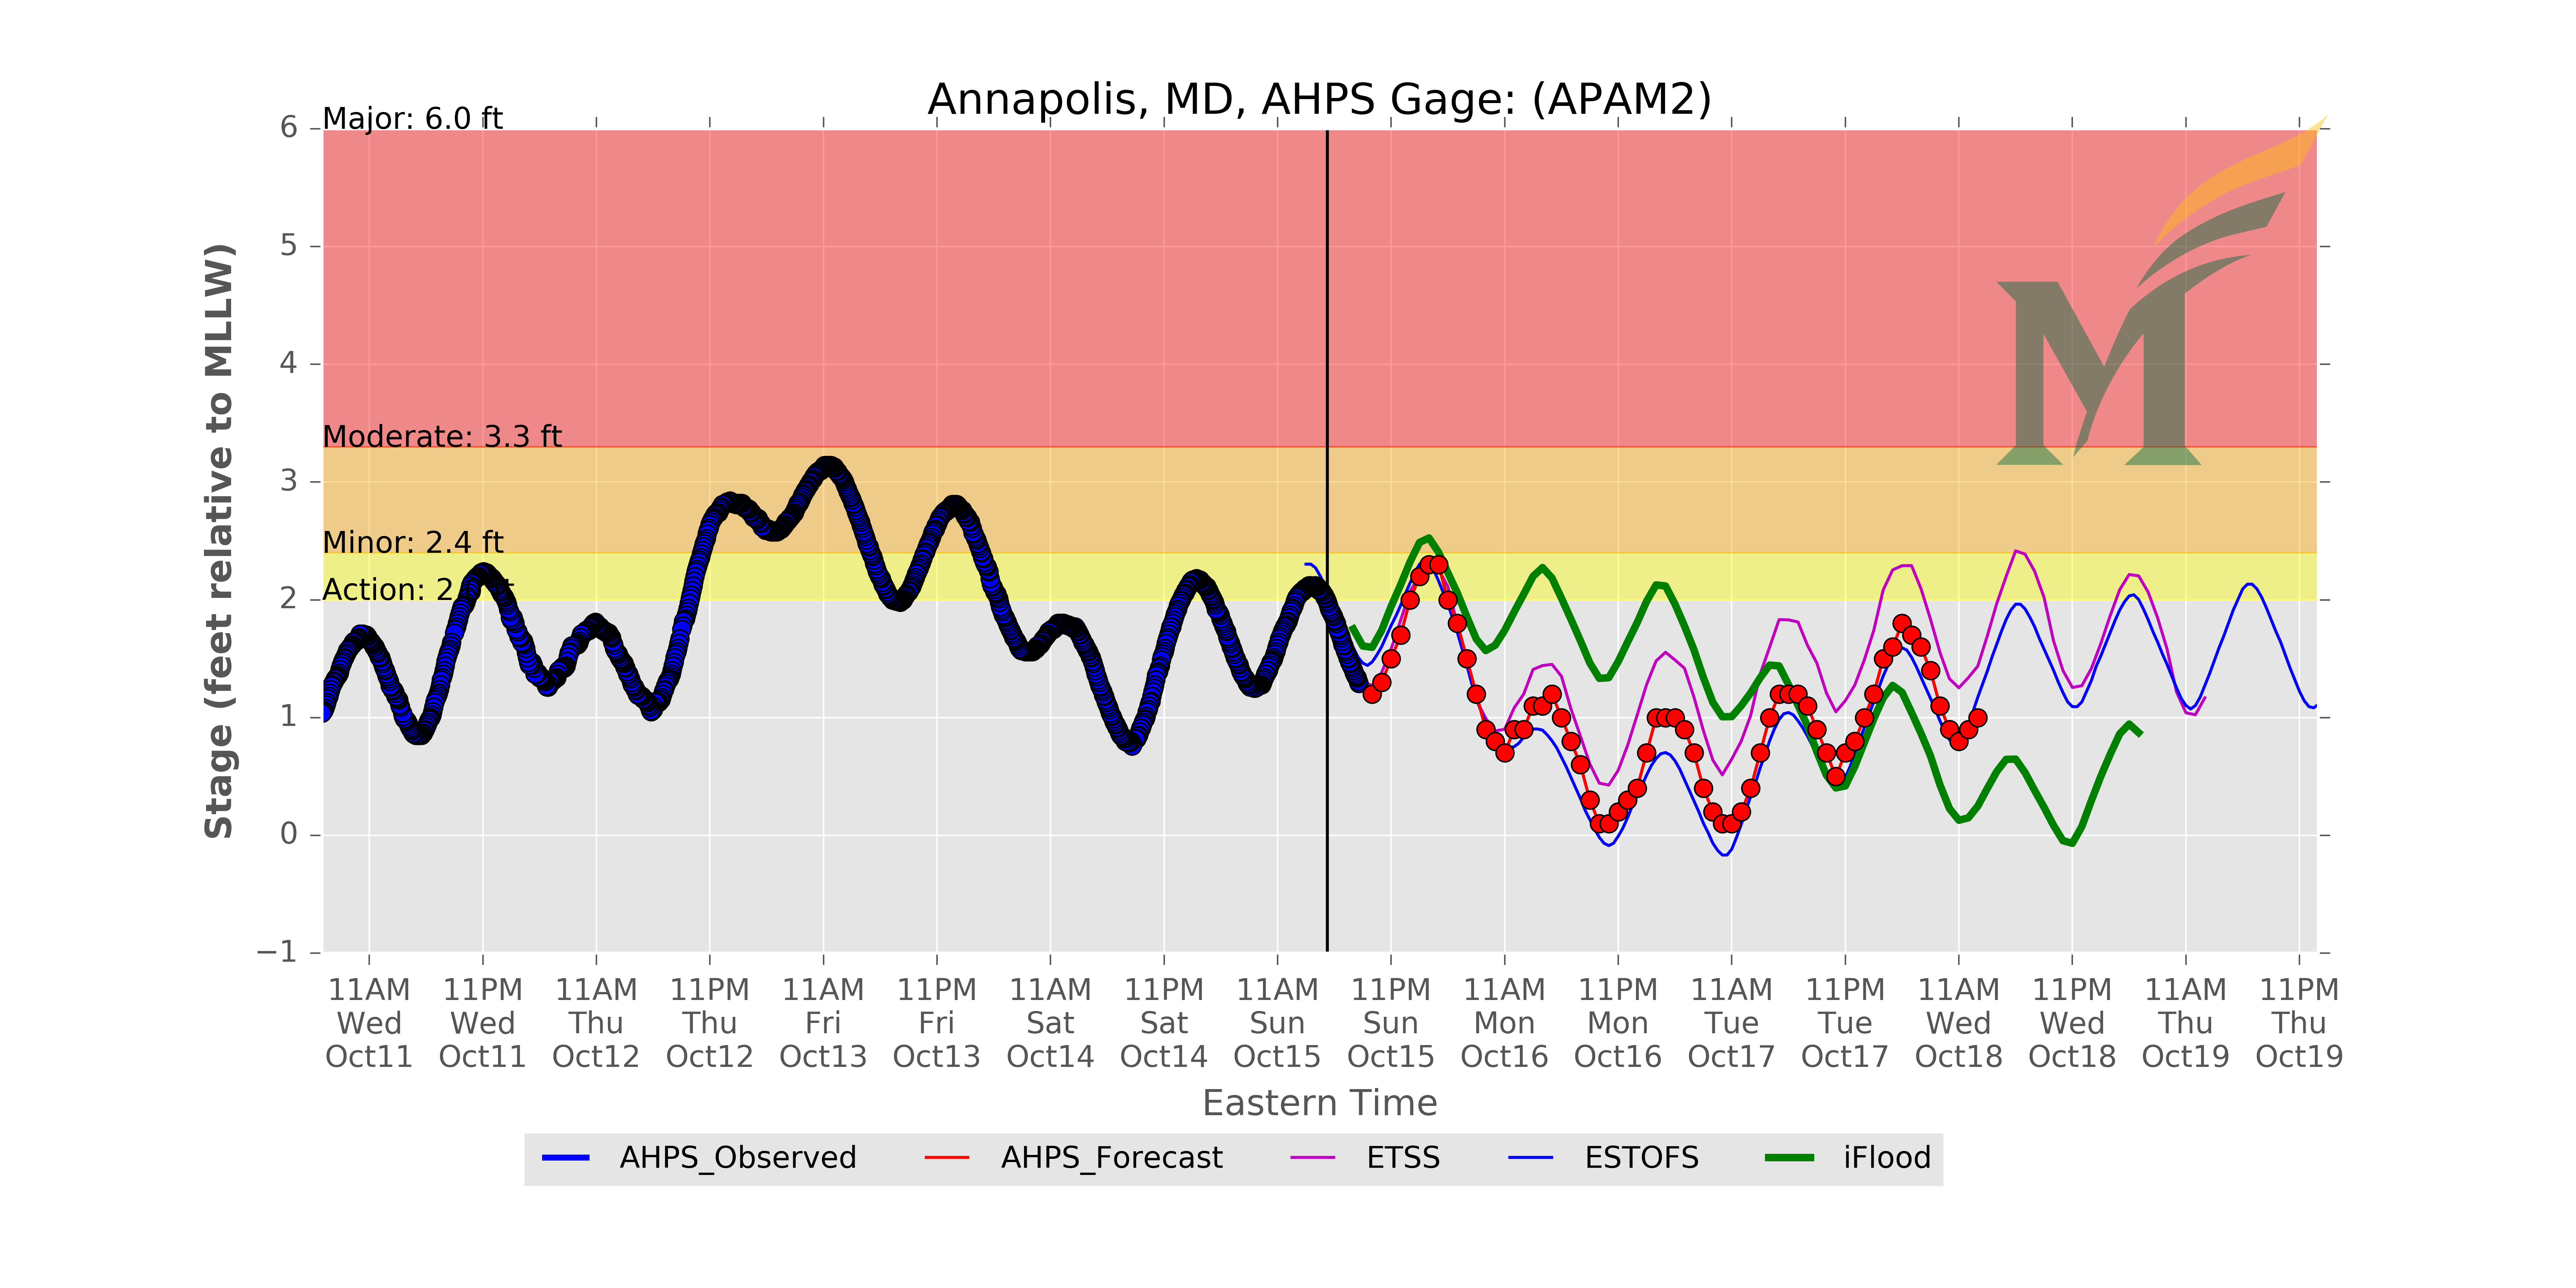 Annapolis, MD, AHPS Gage: (APAM2)
Major: 6.0 ft
Moderate: 3.3 ft
Minor: 2.4 ft
Action: 2
Stage (feet relative to MLLW)
6
5
4
3
2
1
0
−1
11AM 11PM 11AM 11PM 11AM 11PM 11AM 11PM 11AM 11PM 11AM 11PM 11AM 11PM 11AM 11PM 11AM 11PM
Wed Wed Thu Thu Fri Fri Sat Sat Sun Sun Mon Mon Tue Tue Wed Wed Thu Thu
Oct11 Oct11 Oct12 Oct12 Oct13 Oct13 Oct14 Oct14 Oct15 Oct15 Oct16 Oct16 Oct17 Oct17 Oct18 Oct18 Oct19 Oct19
Eastern Time
AHPS_Observed AHPS_Forecast ETSS ESTOFS iFlood
M